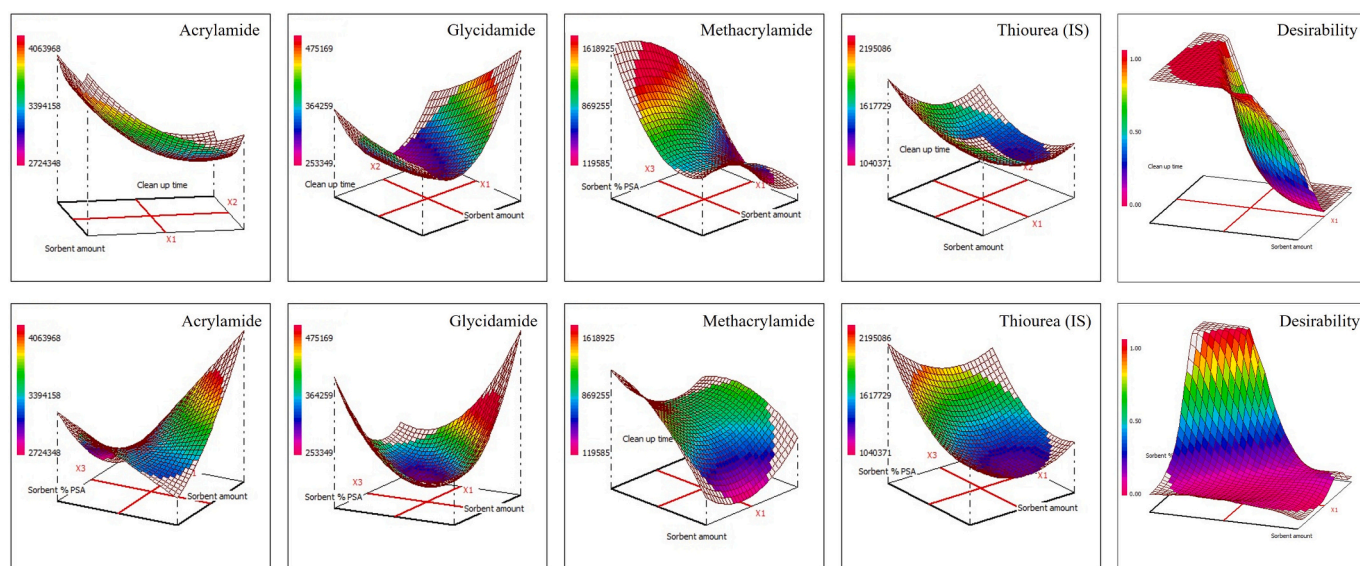 Acrylamide
4063968
3394158
2724348
Clean up time
X2
X1
Sorbent amount
Glycidamide
475169
364259
253349
X2
X1
Clean up time
Sorbent amount
Methacrylamide
1618925
869255
119585
X3
X1
Sorbent % PSA
Sorbent amount
Thiourea (IS)
2195086
1617729
1040371
Clean up time
X2
X1
Sorbent amount
Desirability
1.00
0.50
0.00
Clean up time
X1
Sorbent amount
Acrylamide
4063968
3394158
2724348
X3
Sorbent % PSA
Sorbent amount
X1
Glycidamide
475169
364259
253349
X3
X1
Sorbent % PSA
Sorbent amount
Methacrylamide
1618925
869255
119585
Clean up time
X1
Sorbent amount
Thiourea (IS)
2195086
1617729
1040371
X3
X1
Sorbent % PSA
Sorbent amount
Desirability
1.00
0.50
0.00
Sorbent %
X1
Sorbent amount